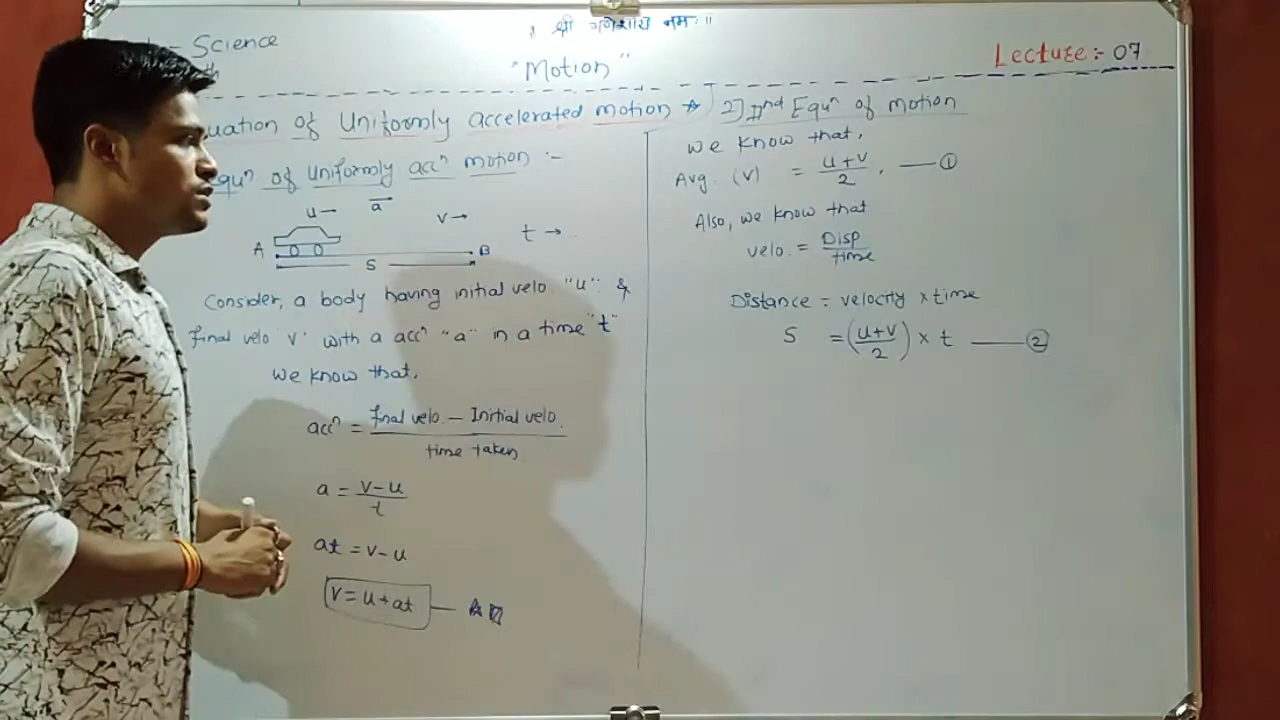 Science
॥ श्री गणेशाय नमः ॥
"Motion"
Lecture :- 07
uation of Uniformly accelerated motion
Equⁿ of Uniformly accⁿ motion :-
u→ a v→ t→
A B
S
Consider, a body having initial velo. "u" &
final velo 'v' with a accⁿ "a" in a time "t"
We know that,
accⁿ = (final velo. – Initial velo.) / time taken
a = (v-u)/t
at = v-u
v = u+at
2] IInd Equⁿ of motion
We know that,
Avg. (v) = (u+v)/2, —— ①
Also, we know that
velo. = Disp/time
Distance = velocity × time
S = ((u+v)/2) × t —— ②